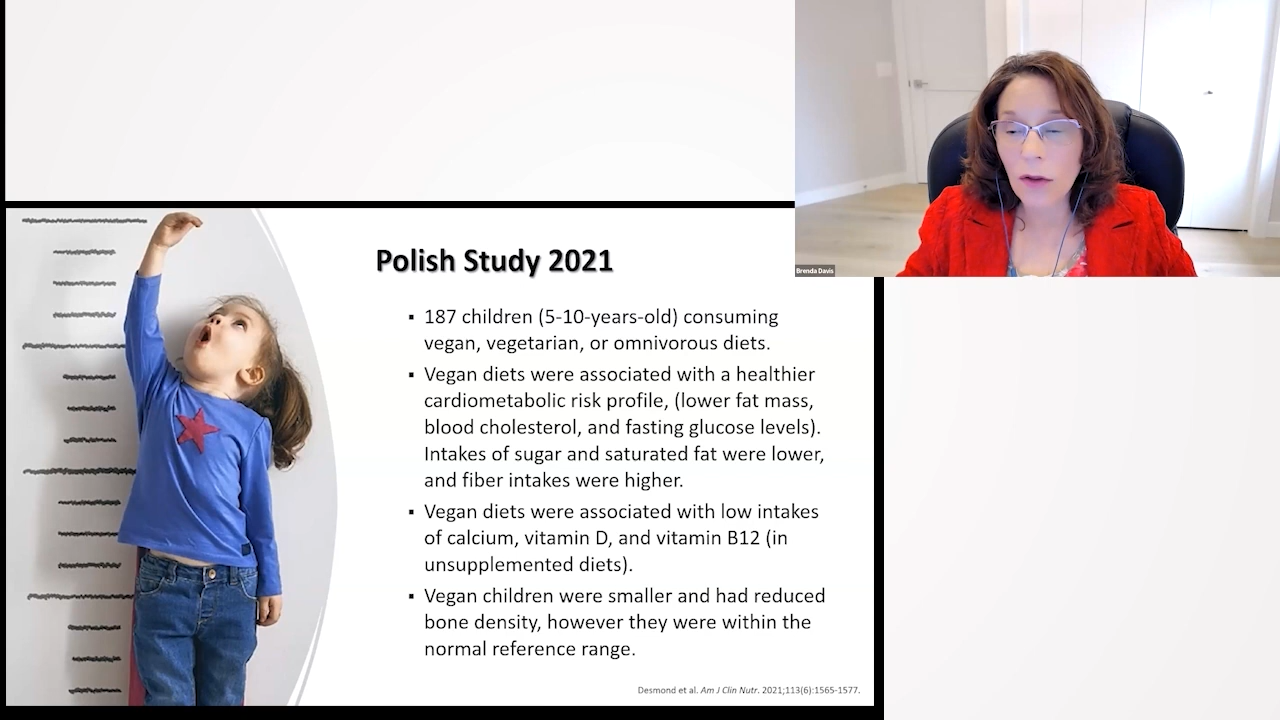 Brenda Davis
Polish Study 2021
▪ 187 children (5-10-years-old) consuming
vegan, vegetarian, or omnivorous diets.
▪ Vegan diets were associated with a healthier
cardiometabolic risk profile, (lower fat mass,
blood cholesterol, and fasting glucose levels).
Intakes of sugar and saturated fat were lower,
and fiber intakes were higher.
▪ Vegan diets were associated with low intakes
of calcium, vitamin D, and vitamin B12 (in
unsupplemented diets).
▪ Vegan children were smaller and had reduced
bone density, however they were within the
normal reference range.
Desmond et al. Am J Clin Nutr. 2021;113(6):1565-1577.